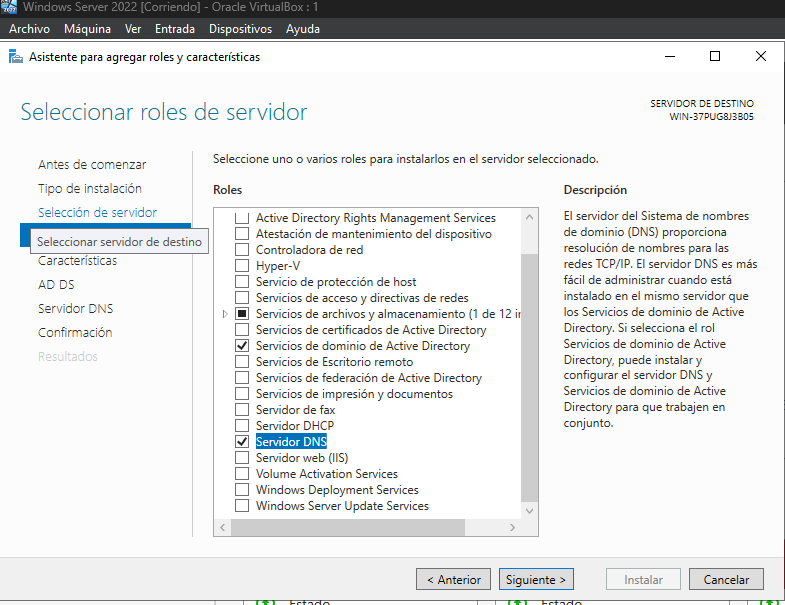 Windows Server 2022 [Corriendo] - Oracle VirtualBox : 1
Archivo Máquina Ver Entrada Dispositivos Ayuda
Asistente para agregar roles y características
Seleccionar roles de servidor
SERVIDOR DE DESTINO
WIN-37PUG8J3B05
Antes de comenzar
Tipo de instalación
Selección de servidor
Seleccionar servidor de destino
Características
AD DS
Servidor DNS
Confirmación
Resultados
Seleccione uno o varios roles para instalarlos en el servidor seleccionado.
Roles
Active Directory Rights Management Services
Atestación de mantenimiento del dispositivo
Controladora de red
Hyper-V
Servicio de protección de host
Servicios de acceso y directivas de redes
Servicios de archivos y almacenamiento (1 de 12 in
Servicios de certificados de Active Directory
Servicios de dominio de Active Directory
Servicios de Escritorio remoto
Servicios de federación de Active Directory
Servicios de impresión y documentos
Servidor de fax
Servidor DHCP
Servidor DNS
Servidor web (IIS)
Volume Activation Services
Windows Deployment Services
Windows Server Update Services
Descripción
El servidor del Sistema de nombres
de dominio (DNS) proporciona
resolución de nombres para las
redes TCP/IP. El servidor DNS es más
fácil de administrar cuando está
instalado en el mismo servidor que
los Servicios de dominio de Active
Directory. Si selecciona el rol
Servicios de dominio de Active
Directory, puede instalar y
configurar el servidor DNS y
Servicios de dominio de Active
Directory para que trabajen en
conjunto.
< Anterior Siguiente > Instalar Cancelar
Estado Estado